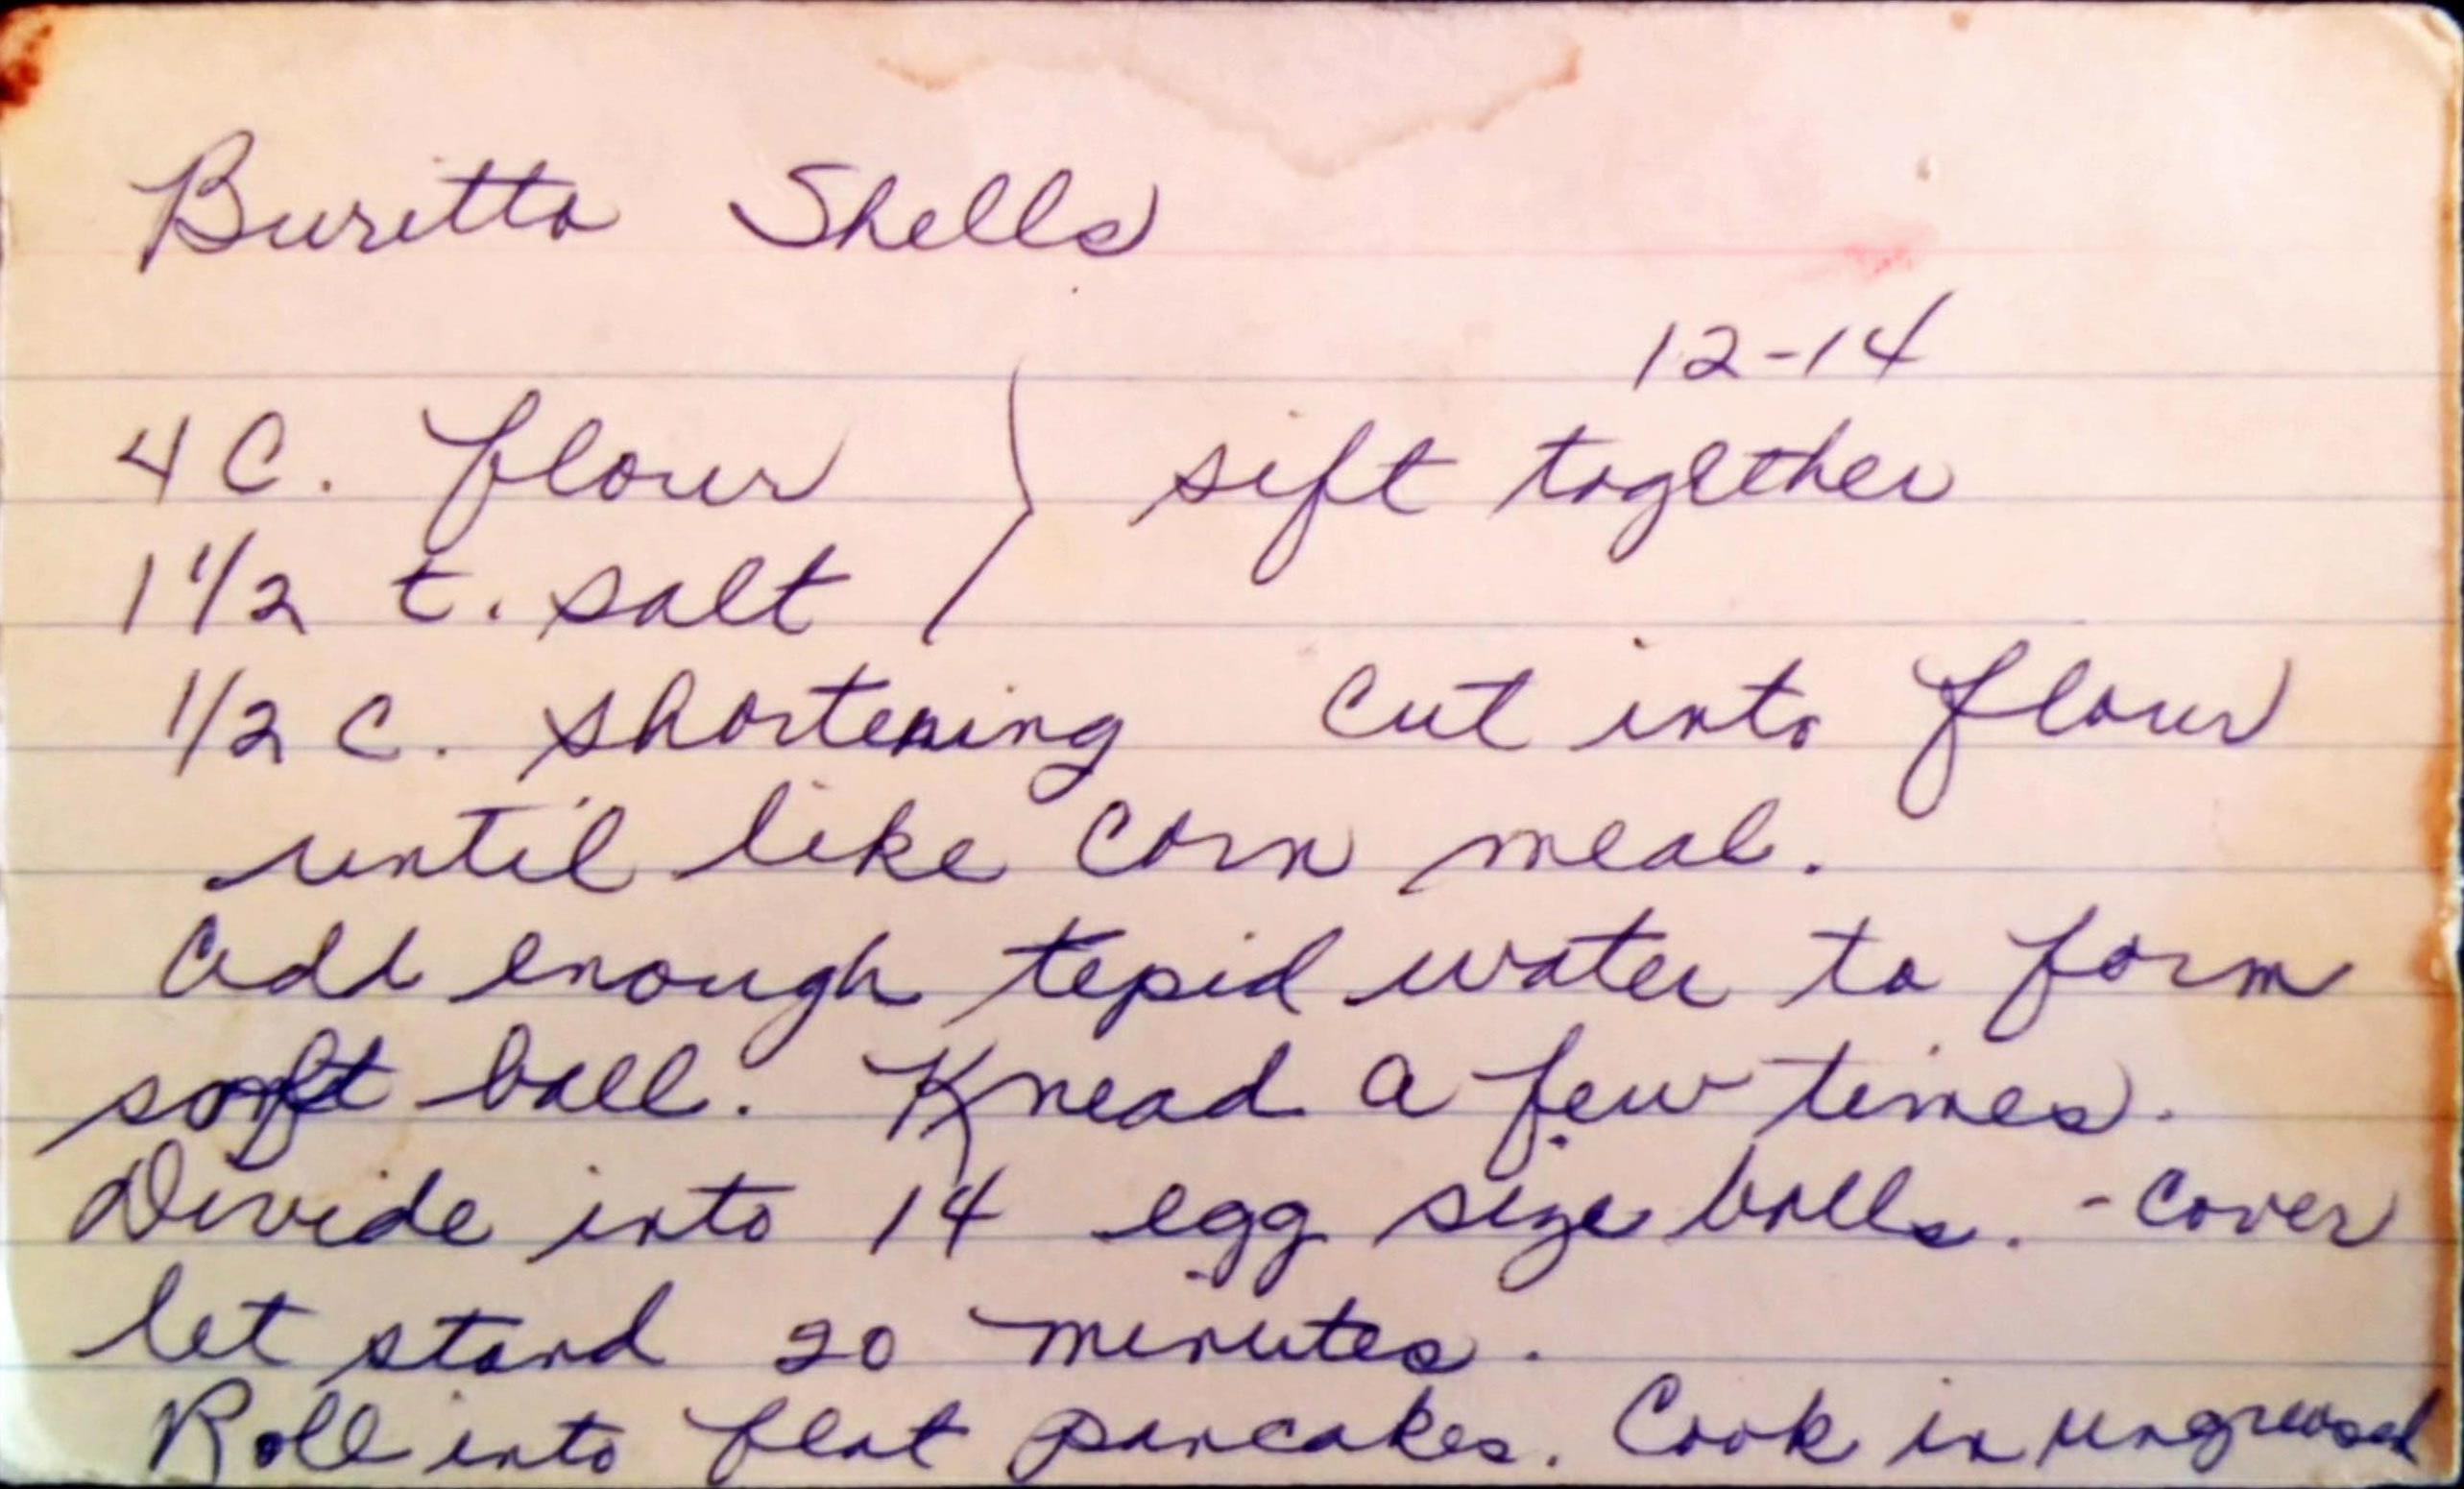 Buritto Shells
12-14
4 C. flour } sift together
1 1/2 t. salt
1/2 c. shortening cut into flour
until like corn meal.
Add enough tepid water to form
soft ball. Knead a few times.
Divide into 14 egg size balls. - Cover
let stand 20 minutes.
Roll into flat pancakes. Cook in ungreased